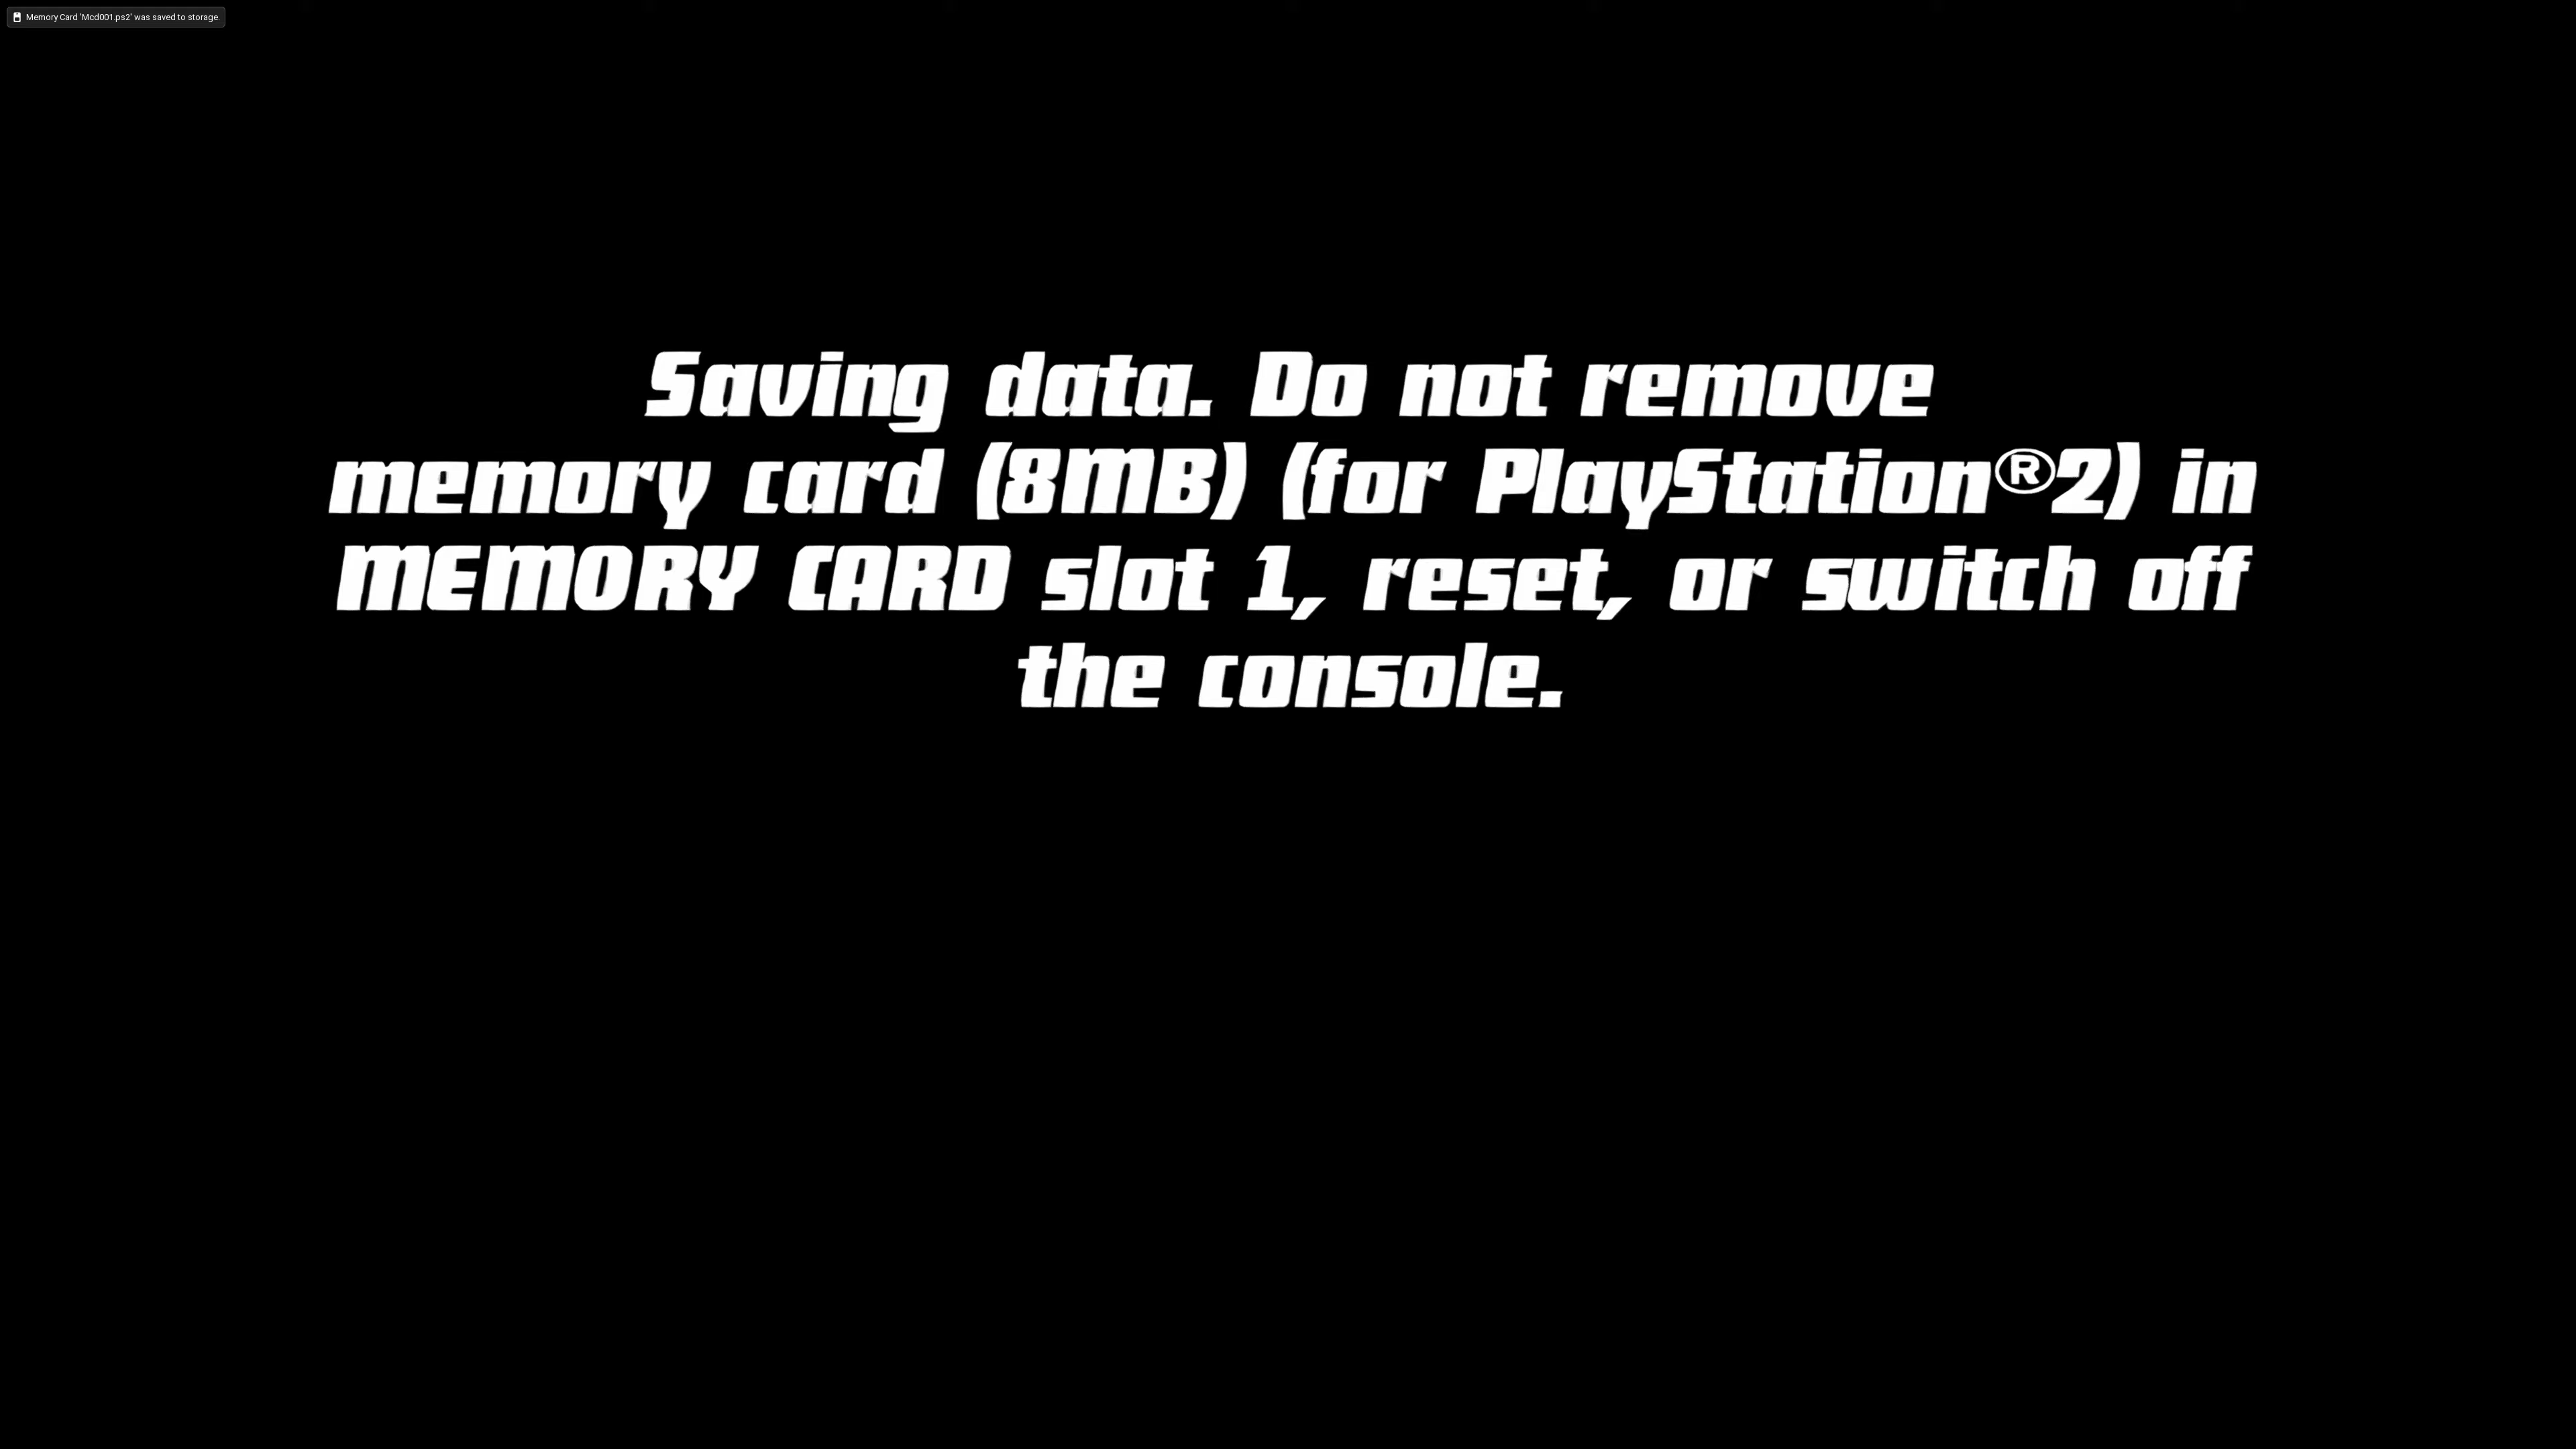 Memory Card 'Mcd001.ps2' was saved to storage.
Saving data. Do not remove
memory card (8MB) (for PlayStation®2) in
MEMORY CARD slot 1, reset, or switch off
the console.